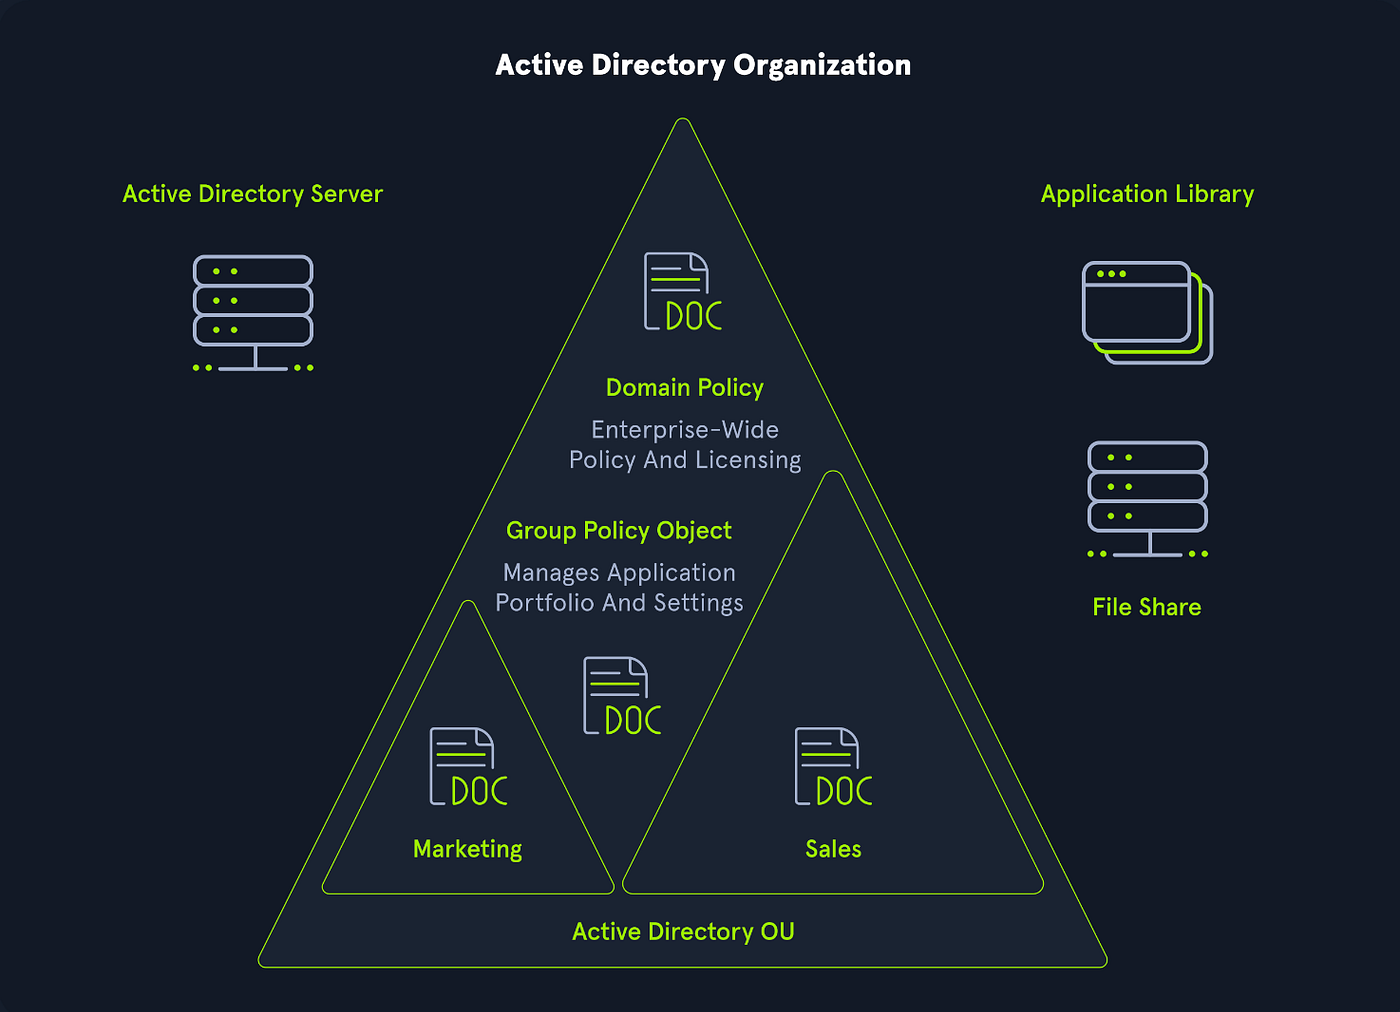 Active Directory Organization
Active Directory Server
Application Library
DOC
Domain Policy
Enterprise-Wide
Policy And Licensing
Group Policy Object
Manages Application
Portfolio And Settings
File Share
DOC
DOC
Marketing
DOC
Sales
Active Directory OU